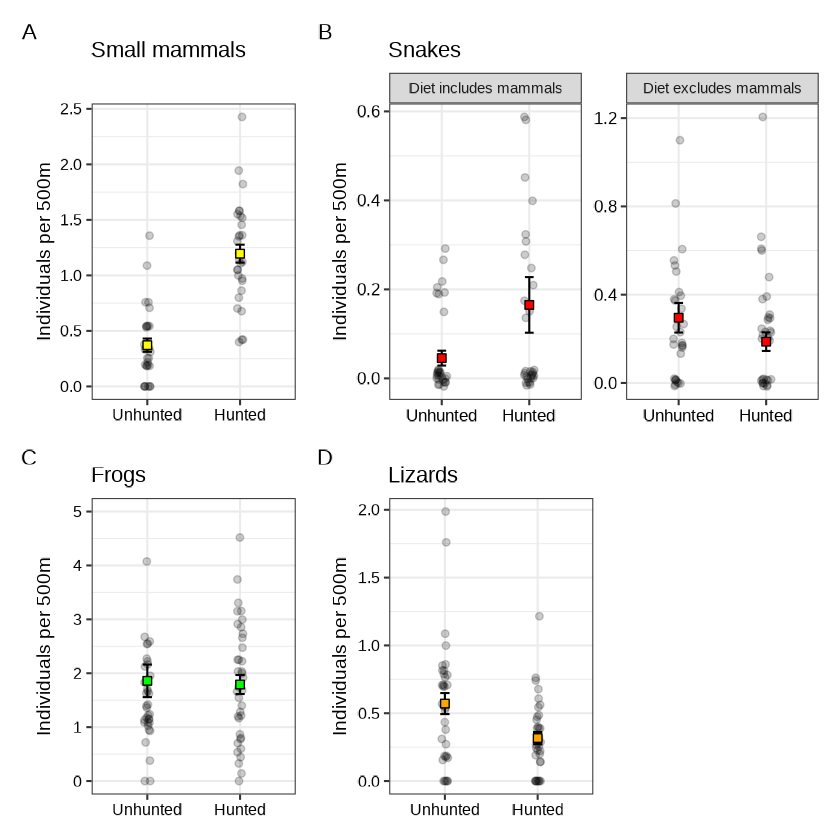 A
Small mammals
Individuals per 500m
2.5
2.0
1.5
1.0
0.5
0.0
Unhunted Hunted
B
Snakes
Diet includes mammals
Individuals per 500m
0.6
0.4
0.2
0.0
Unhunted Hunted
Diet excludes mammals
1.2
0.8
0.4
0.0
Unhunted Hunted
C
Frogs
Individuals per 500m
5
4
3
2
1
0
Unhunted Hunted
D
Lizards
Individuals per 500m
2.0
1.5
1.0
0.5
0.0
Unhunted Hunted